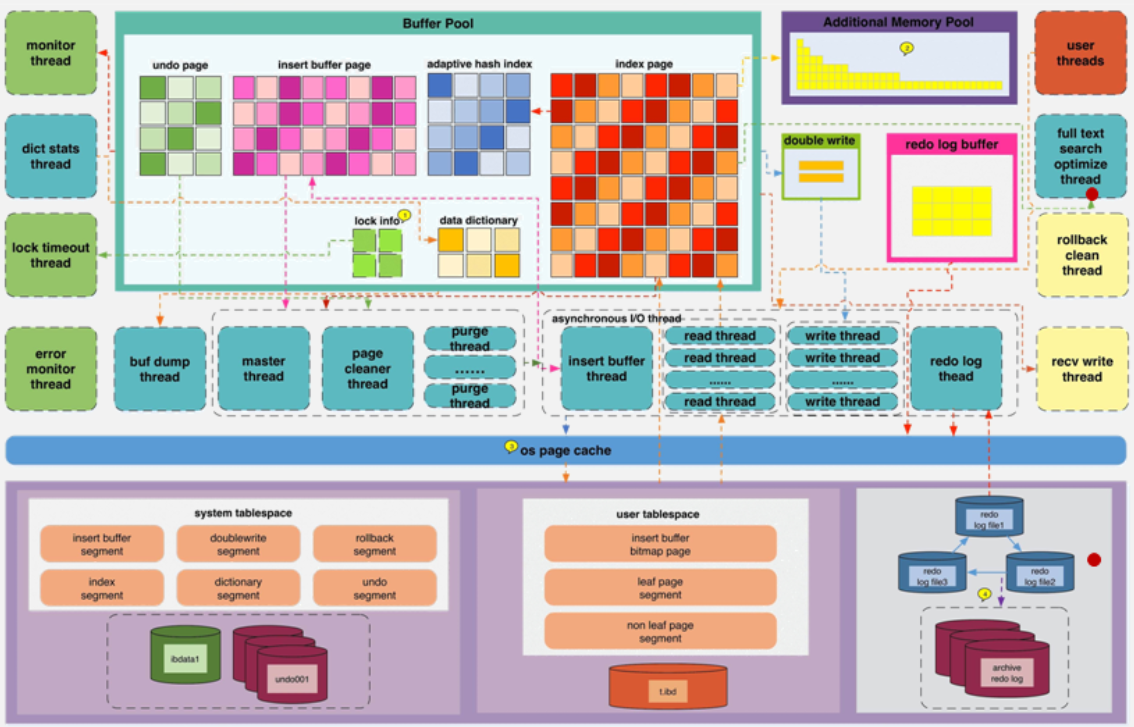 Buffer Pool
Additional Memory Pool
monitor
thread
undo page
insert buffer page
adaptive hash index
index page
2
user
threads
dict stats
thread
double write
redo log buffer
full text
search
optimize
thread
lock info
1
data dictionary
lock timeout
thread
rollback
clean
thread
error
monitor
thread
buf dump
thread
master
thread
page
cleaner
thread
purge
thread
......
purge
thread
asynchronous I/O thread
insert buffer
thread
read thread
read thread
......
read thread
write thread
write thread
......
write thread
redo log
thead
recv write
thread
3
os page cache
system tablespace
insert buffer
segment
doublewrite
segment
rollback
segment
index
segment
dictionary
segment
undo
segment
ibdata1
undo001
user tablespace
insert buffer
bitmap page
leaf page
segment
non leaf page
segment
t.ibd
redo
log file1
redo
log file3
redo
log file2
4
archive
redo log